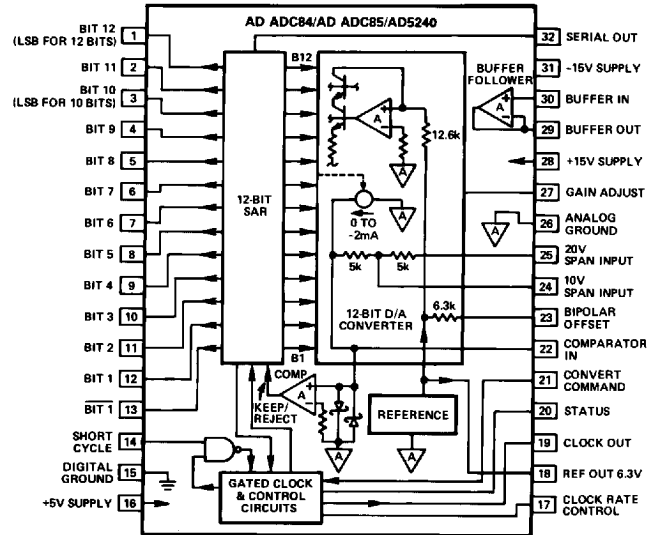 AD ADC84/AD ADC85/AD5240
BIT 12
(LSB FOR 12 BITS)
1
BIT 11
2
BIT 10
(LSB FOR 10 BITS)
3
BIT 9
4
BIT 8
5
BIT 7
6
BIT 6
7
BIT 5
8
BIT 4
9
BIT 3
10
BIT 2
11
BIT 1
12
BIT 1
13
SHORT
CYCLE
14
DIGITAL
GROUND
15
+5V SUPPLY
16
12-BIT
SAR
B12
B1
COMP
KEEP/
REJECT
A
+
−
GATED CLOCK
& CONTROL
CIRCUITS
A
+
−
12.6k
A
A
0 TO
-2mA
5k
5k
6.3k
12-BIT D/A
CONVERTER
REFERENCE
A
A
BUFFER
FOLLOWER
+
A
−
A
32
SERIAL OUT
31
-15V SUPPLY
30
BUFFER IN
29
BUFFER OUT
28
+15V SUPPLY
27
GAIN ADJUST
26
ANALOG
GROUND
25
20V
SPAN INPUT
24
10V
SPAN INPUT
23
BIPOLAR
OFFSET
22
COMPARATOR
IN
21
CONVERT
COMMAND
20
STATUS
19
CLOCK OUT
18
REF OUT 6.3V
17
CLOCK RATE
CONTROL